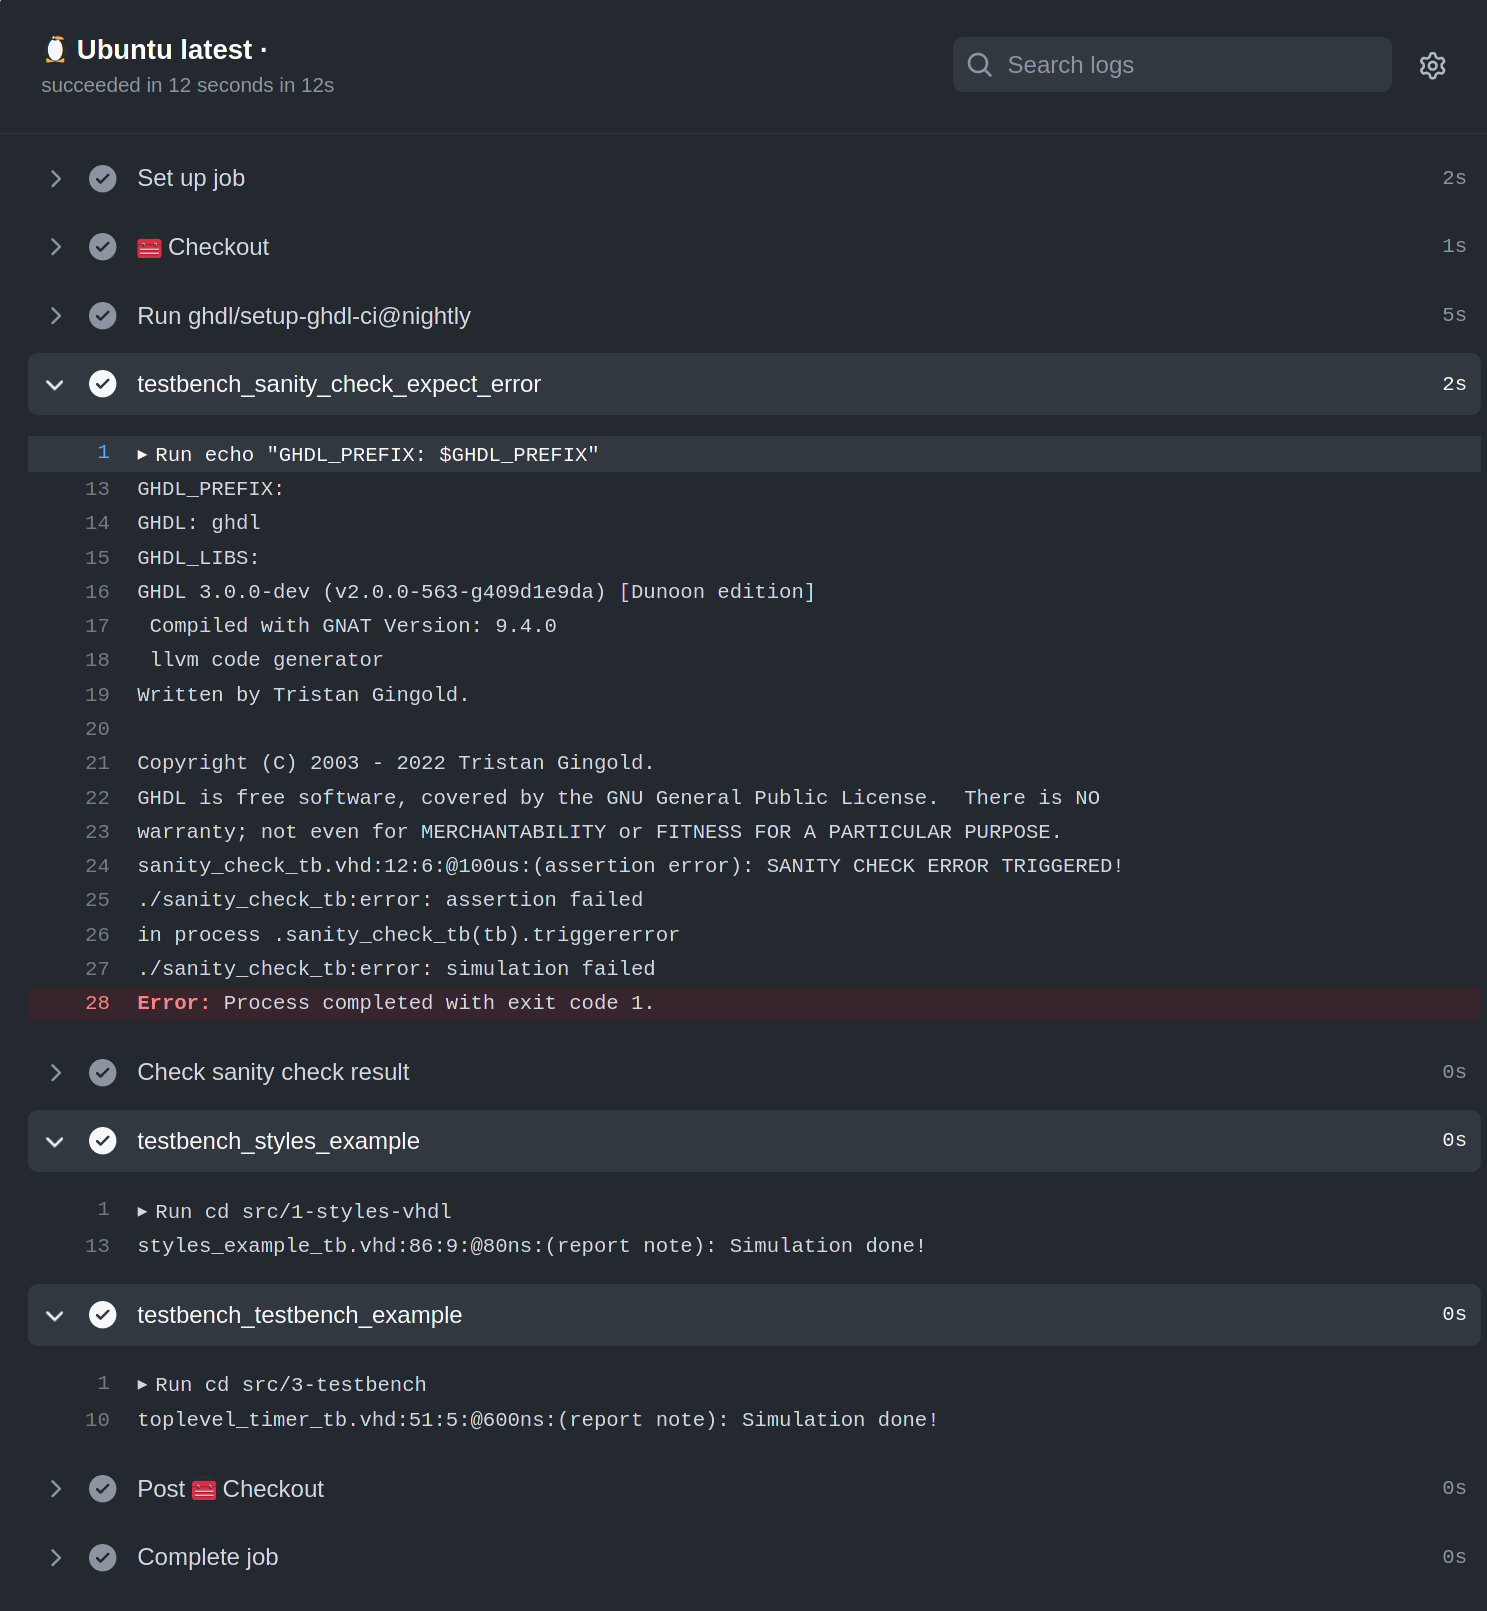 Ubuntu latest ·
succeeded in 12 seconds in 12s
Search logs
Set up job 2s
Checkout 1s
Run ghdl/setup-ghdl-ci@nightly 5s
testbench_sanity_check_expect_error 2s
1 ▶ Run echo "GHDL_PREFIX: $GHDL_PREFIX"
13 GHDL_PREFIX:
14 GHDL: ghdl
15 GHDL_LIBS:
16 GHDL 3.0.0-dev (v2.0.0-563-g409d1e9da) [Dunoon edition]
17  Compiled with GNAT Version: 9.4.0
18  llvm code generator
19 Written by Tristan Gingold.
20
21 Copyright (C) 2003 - 2022 Tristan Gingold.
22 GHDL is free software, covered by the GNU General Public License.  There is NO
23 warranty; not even for MERCHANTABILITY or FITNESS FOR A PARTICULAR PURPOSE.
24 sanity_check_tb.vhd:12:6:@100us:(assertion error): SANITY CHECK ERROR TRIGGERED!
25 ./sanity_check_tb:error: assertion failed
26 in process .sanity_check_tb(tb).triggererror
27 ./sanity_check_tb:error: simulation failed
28 Error: Process completed with exit code 1.
Check sanity check result 0s
testbench_styles_example 0s
1 ▶ Run cd src/1-styles-vhdl
13 styles_example_tb.vhd:86:9:@80ns:(report note): Simulation done!
testbench_testbench_example 0s
1 ▶ Run cd src/3-testbench
10 toplevel_timer_tb.vhd:51:5:@600ns:(report note): Simulation done!
Post Checkout 0s
Complete job 0s